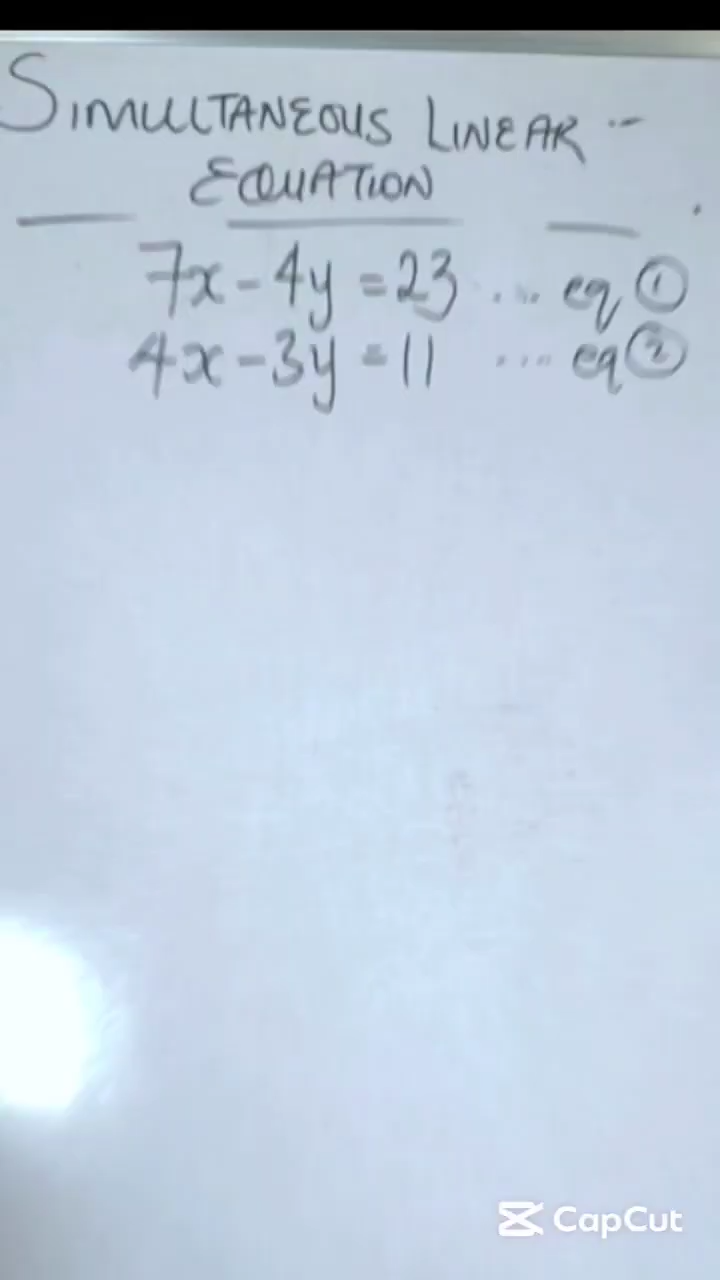 SIMULTANEOUS LINEAR --
EQUATION
7x - 4y = 23 .... eq ①
4x - 3y = 11 .... eq ②
CapCut